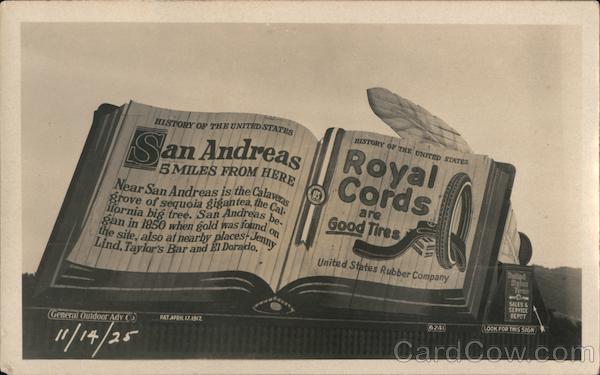 HISTORY OF THE UNITED STATES
San Andreas
5 MILES FROM HERE
Near San Andreas is the Calaveras
grove of sequoia gigantea, the Cal-
ifornia big tree. San Andreas be-
gan in 1850 when gold was found on
the site, also at nearby places - Jenny
Lind, Taylor's Bar and El Dorado.
HISTORY OF THE UNITED STATES
Royal
Cords
are
Good Tires
United States Rubber Company
United States
Tires
SALES &
SERVICE
DEPOT
General Outdoor Adv Co
PAT. APRIL 17, 1917.
6241
LOOK FOR THIS SIGN
11/14/25
CardCow.com